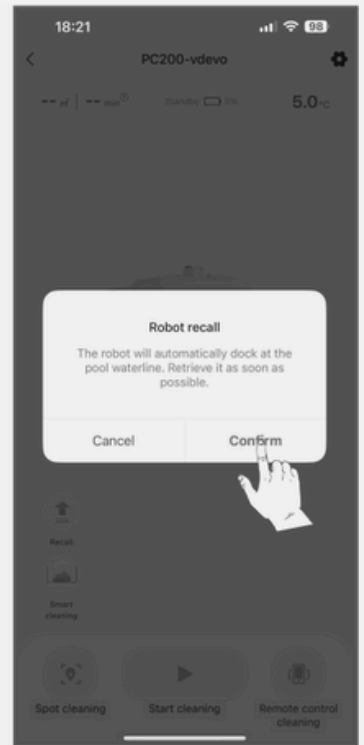 18:21
98
PC200-vdevo
-- ㎡ | -- min
Standby 0%
5.0°C
Robot recall
The robot will automatically dock at the
pool waterline. Retrieve it as soon as
possible.
Cancel
Confirm
Recall
Smart
cleaning
Spot cleaning
Start cleaning
Remote control
cleaning